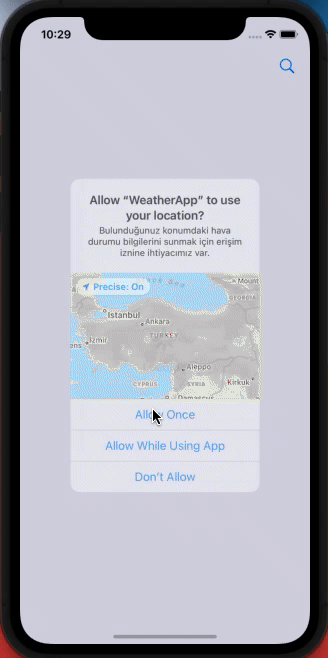 10:29
Allow “WeatherApp” to use
your location?
Bulunduğunuz konumdaki hava
durumu bilgilerini sunmak için erişim
iznine ihtiyacımız var.
Precise: On
Mount
GEORGIA
Istanbul
Ankara
TURKEY
Izmir
Aleppo
CYPRUS
SYRIA
Kirkuk
Damascus
Allow Once
Allow While Using App
Don’t Allow